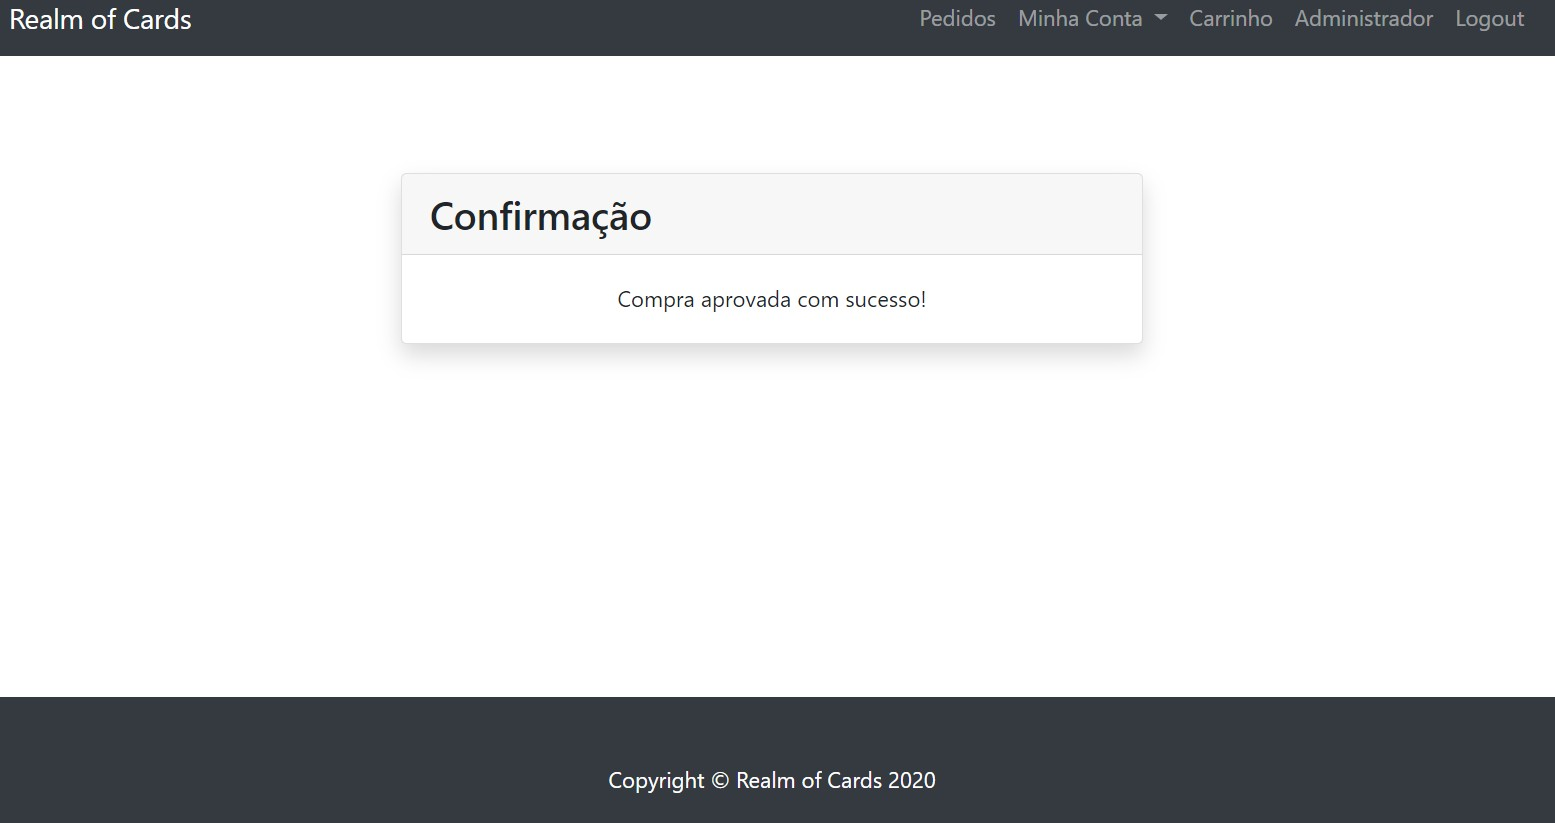 Realm of Cards
Pedidos Minha Conta Carrinho Administrador Logout
Confirmação
Compra aprovada com sucesso!
Copyright © Realm of Cards 2020